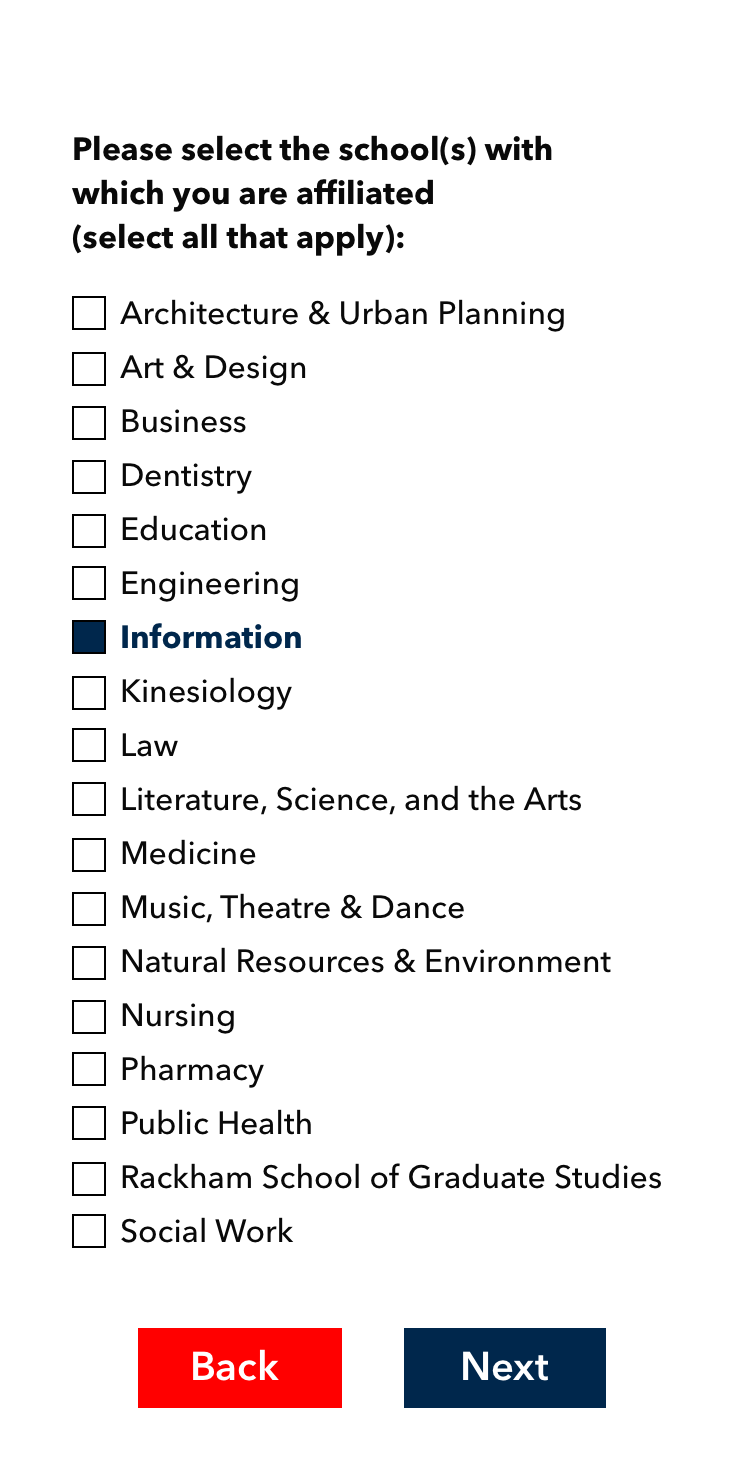 Please select the school(s) with
which you are affiliated
(select all that apply):
Architecture & Urban Planning
Art & Design
Business
Dentistry
Education
Engineering
Information
Kinesiology
Law
Literature, Science, and the Arts
Medicine
Music, Theatre & Dance
Natural Resources & Environment
Nursing
Pharmacy
Public Health
Rackham School of Graduate Studies
Social Work
Back
Next